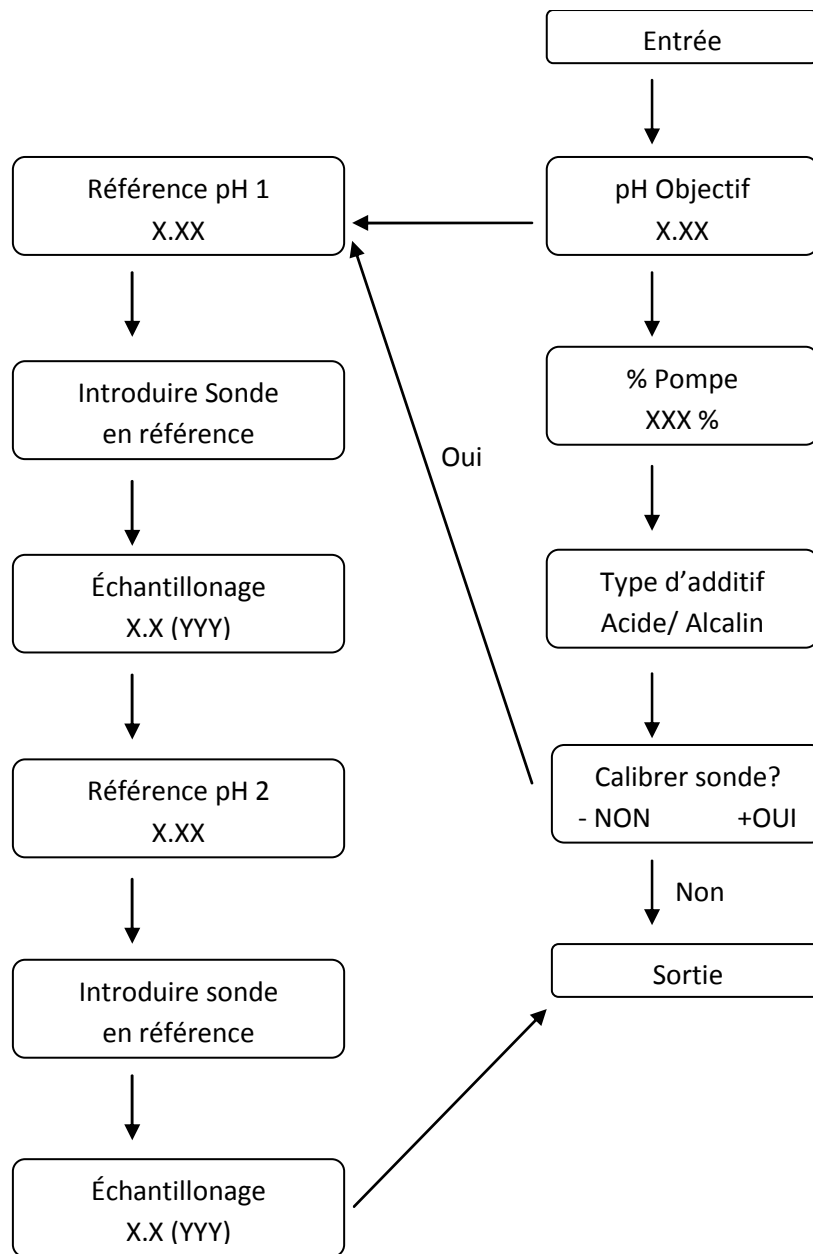 Entrée
pH Objectif
X.XX
% Pompe
XXX %
Type d’additif
Acide/ Alcalin
Calibrer sonde?
- NON +OUI
Non
Sortie
Oui
Référence pH 1
X.XX
Introduire Sonde
en référence
Échantillonage
X.X (YYY)
Référence pH 2
X.XX
Introduire sonde
en référence
Échantillonage
X.X (YYY)